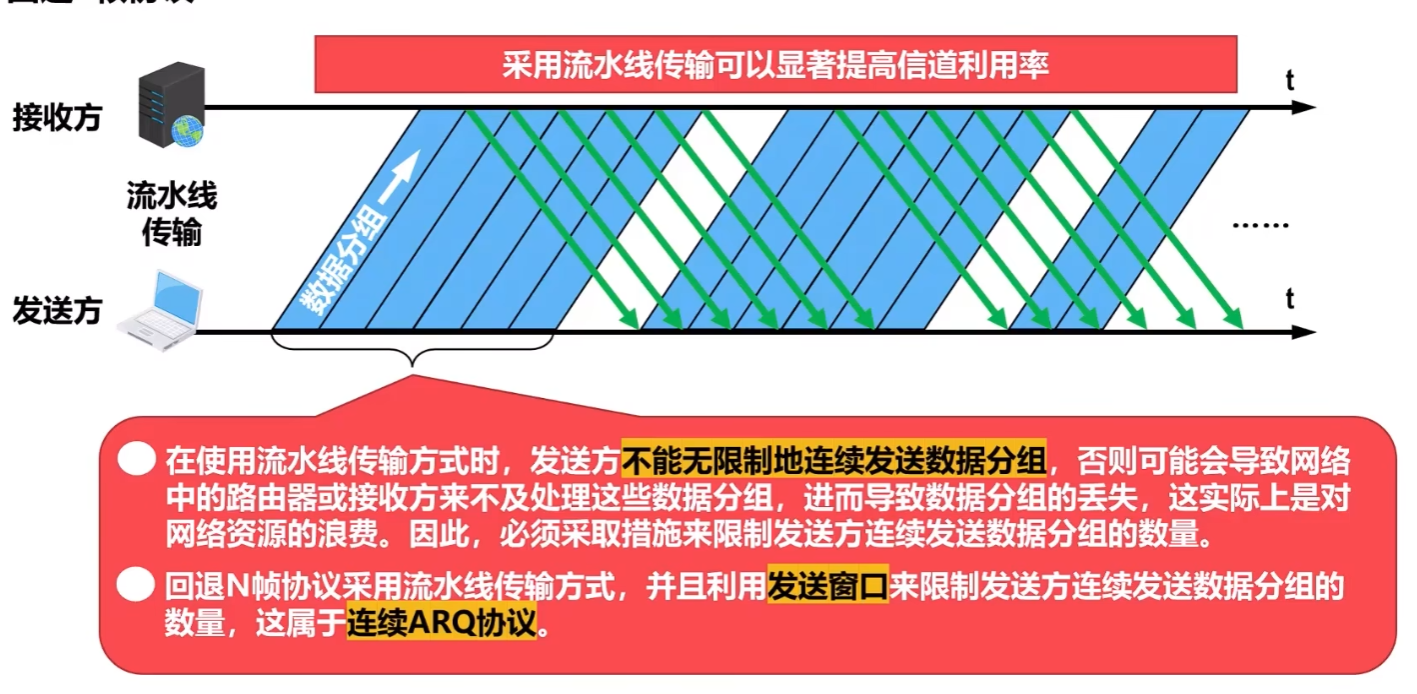 采用流水线传输可以显著提高信道利用率
t
接收方
流水线
传输
数据分组
……
发送方
t
在使用流水线传输方式时，发送方不能无限制地连续发送数据分组，否则可能会导致网络
中的路由器或接收方来不及处理这些数据分组，进而导致数据分组的丢失，这实际上是对
网络资源的浪费。因此，必须采取措施来限制发送方连续发送数据分组的数量。
回退N帧协议采用流水线传输方式，并且利用发送窗口来限制发送方连续发送数据分组的
数量，这属于连续ARQ协议。